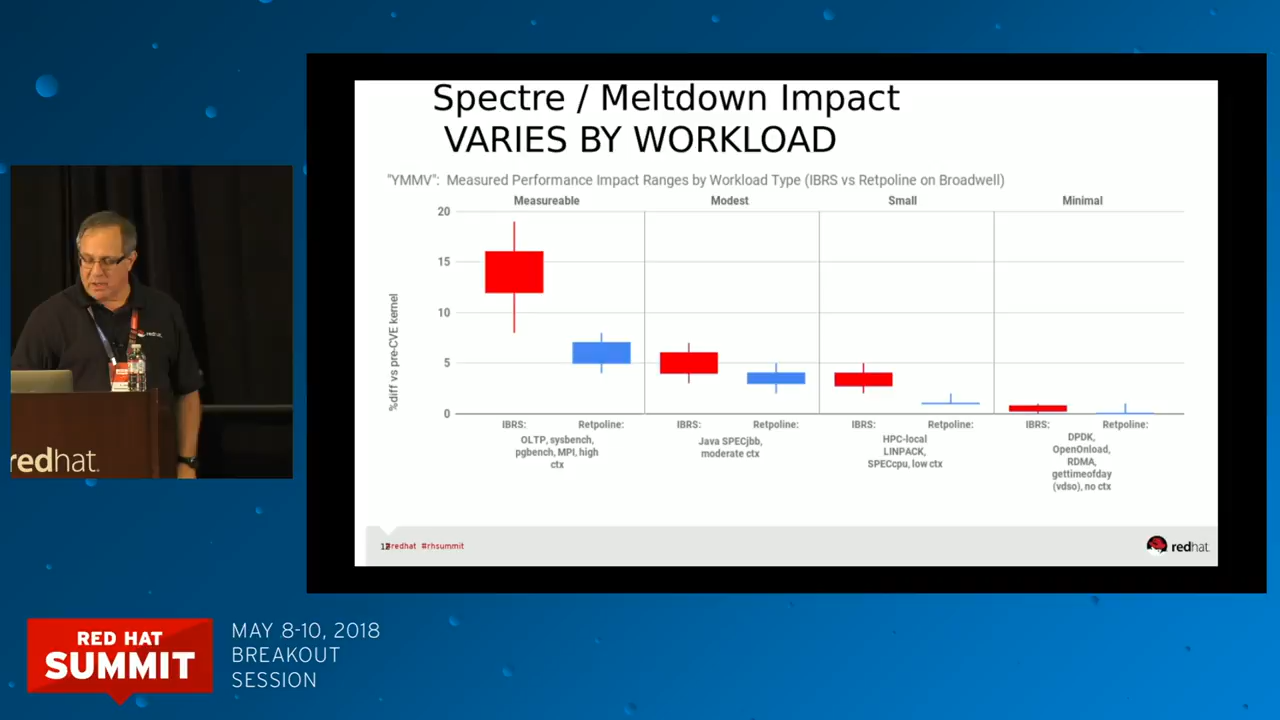 Spectre / Meltdown Impact
VARIES BY WORKLOAD
"YMMV": Measured Performance Impact Ranges by Workload Type (IBRS vs Retpoline on Broadwell)
Measureable
Modest
Small
Minimal
20
15
10
5
0
%diff vs pre-CVE kernel
IBRS:
Retpoline:
IBRS:
Retpoline:
IBRS:
Retpoline:
IBRS:
Retpoline:
OLTP, sysbench,
pgbench, MPI, high
ctx
Java SPECjbb,
moderate ctx
HPC-local
LINPACK,
SPECcpu, low ctx
DPDK,
OpenOnload,
RDMA,
gettimeofday
(vdso), no ctx
#rhsummit
redhat.
redhat.
redhat.
RED HAT
SUMMIT
MAY 8-10, 2018
BREAKOUT
SESSION